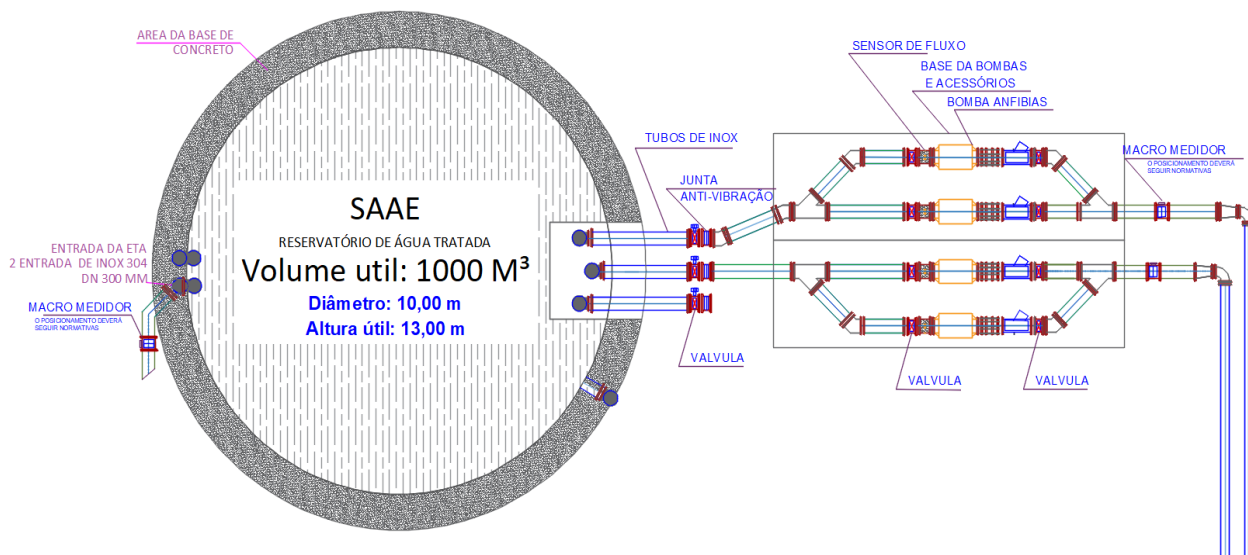 AREA DA BASE DE
CONCRETO
SENSOR DE FLUXO
BASE DA BOMBAS
E ACESSÓRIOS
BOMBA ANFIBIAS
TUBOS DE INOX
MACRO MEDIDOR
O POSICIONAMENTO DEVERÁ
SEGUIR NORMATIVAS
JUNTA
ANTI-VIBRAÇÃO
SAAE
RESERVATÓRIO DE ÁGUA TRATADA
Volume util: 1000 M³
Diâmetro: 10,00 m
Altura útil: 13,00 m
ENTRADA DA ETA
2 ENTRADA DE INOX 304
DN 300 MM
MACRO MEDIDOR
O POSICIONAMENTO DEVERÁ
SEGUIR NORMATIVAS
VALVULA
VALVULA
VALVULA